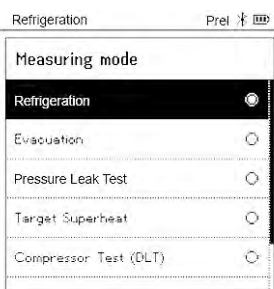 Refrigeration Prel
Measuring mode
Refrigeration
Evacuation
Pressure Leak Test
Target Superheat
Compressor Test (DLT)